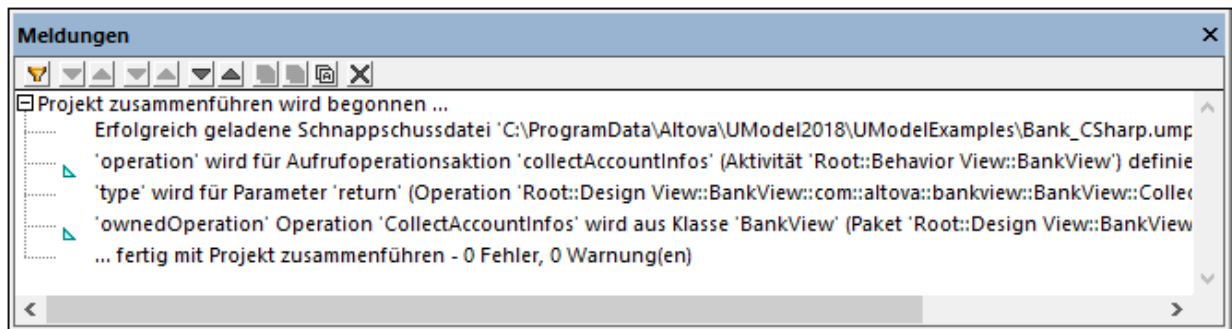 Meldungen
Projekt zusammenführen wird begonnen ...
Erfolgreich geladene Schnappschussdatei 'C:\ProgramData\Altova\UModel2018\UModelExamples\Bank_CSharp.ump
'operation' wird für Aufrufoperationsaktion 'collectAccountInfos' (Aktivität 'Root::Behavior View::BankView') definie
'type' wird für Parameter 'return' (Operation 'Root::Design View::BankView::com::altova::bankview::BankView::Collec
'ownedOperation' Operation 'CollectAccountInfos' wird aus Klasse 'BankView' (Paket 'Root::Design View::BankView
... fertig mit Projekt zusammenführen - 0 Fehler, 0 Warnung(en)